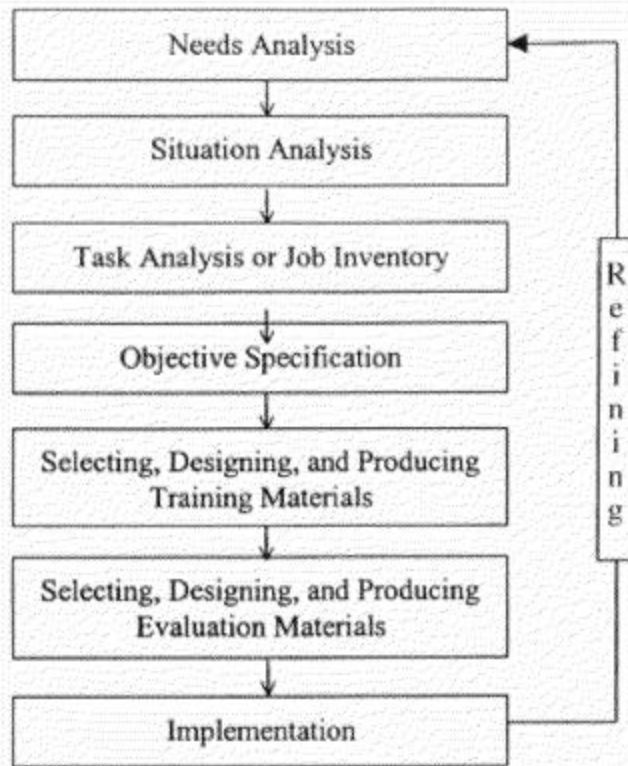 Needs Analysis
Situation Analysis
Task Analysis or Job Inventory
Objective Specification
Selecting, Designing, and Producing
Training Materials
Selecting, Designing, and Producing
Evaluation Materials
Implementation
Refining